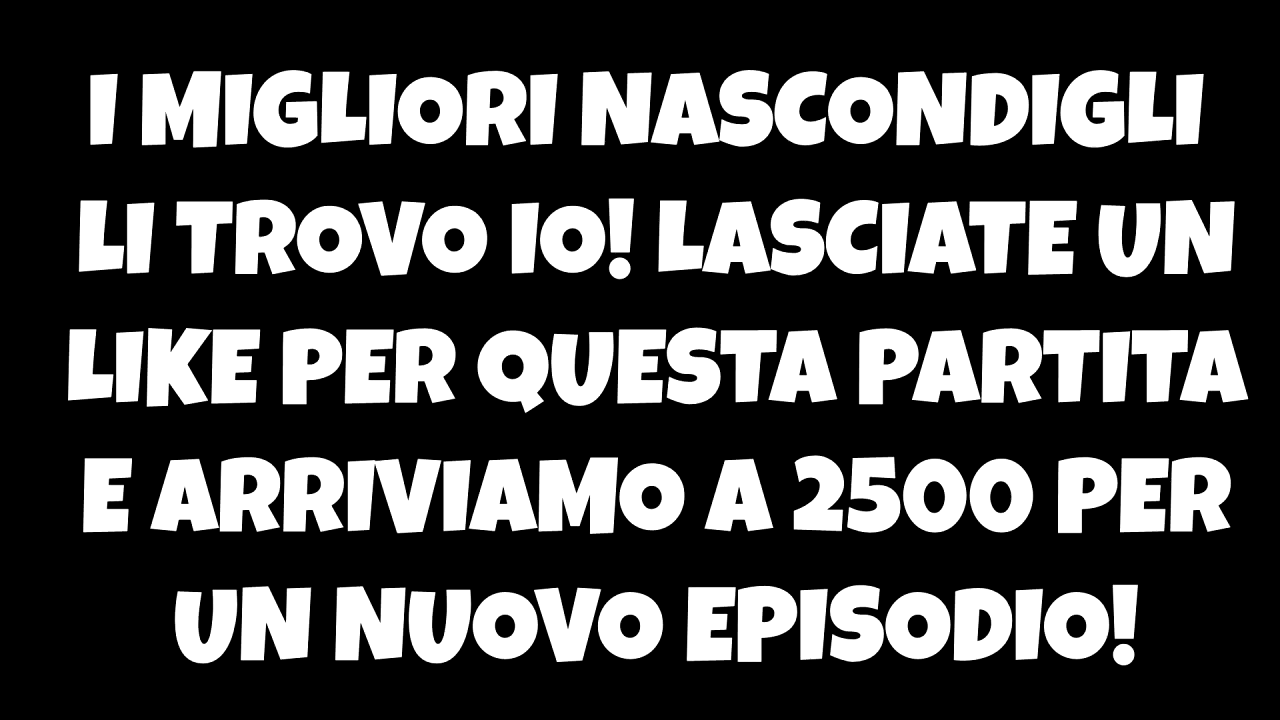 I MIGLIORI NASCONDIGLI
LI TROVO IO! LASCIATE UN
LIKE PER QUESTA PARTITA
E ARRIVIAMO A 2500 PER
UN NUOVO EPISODIO!